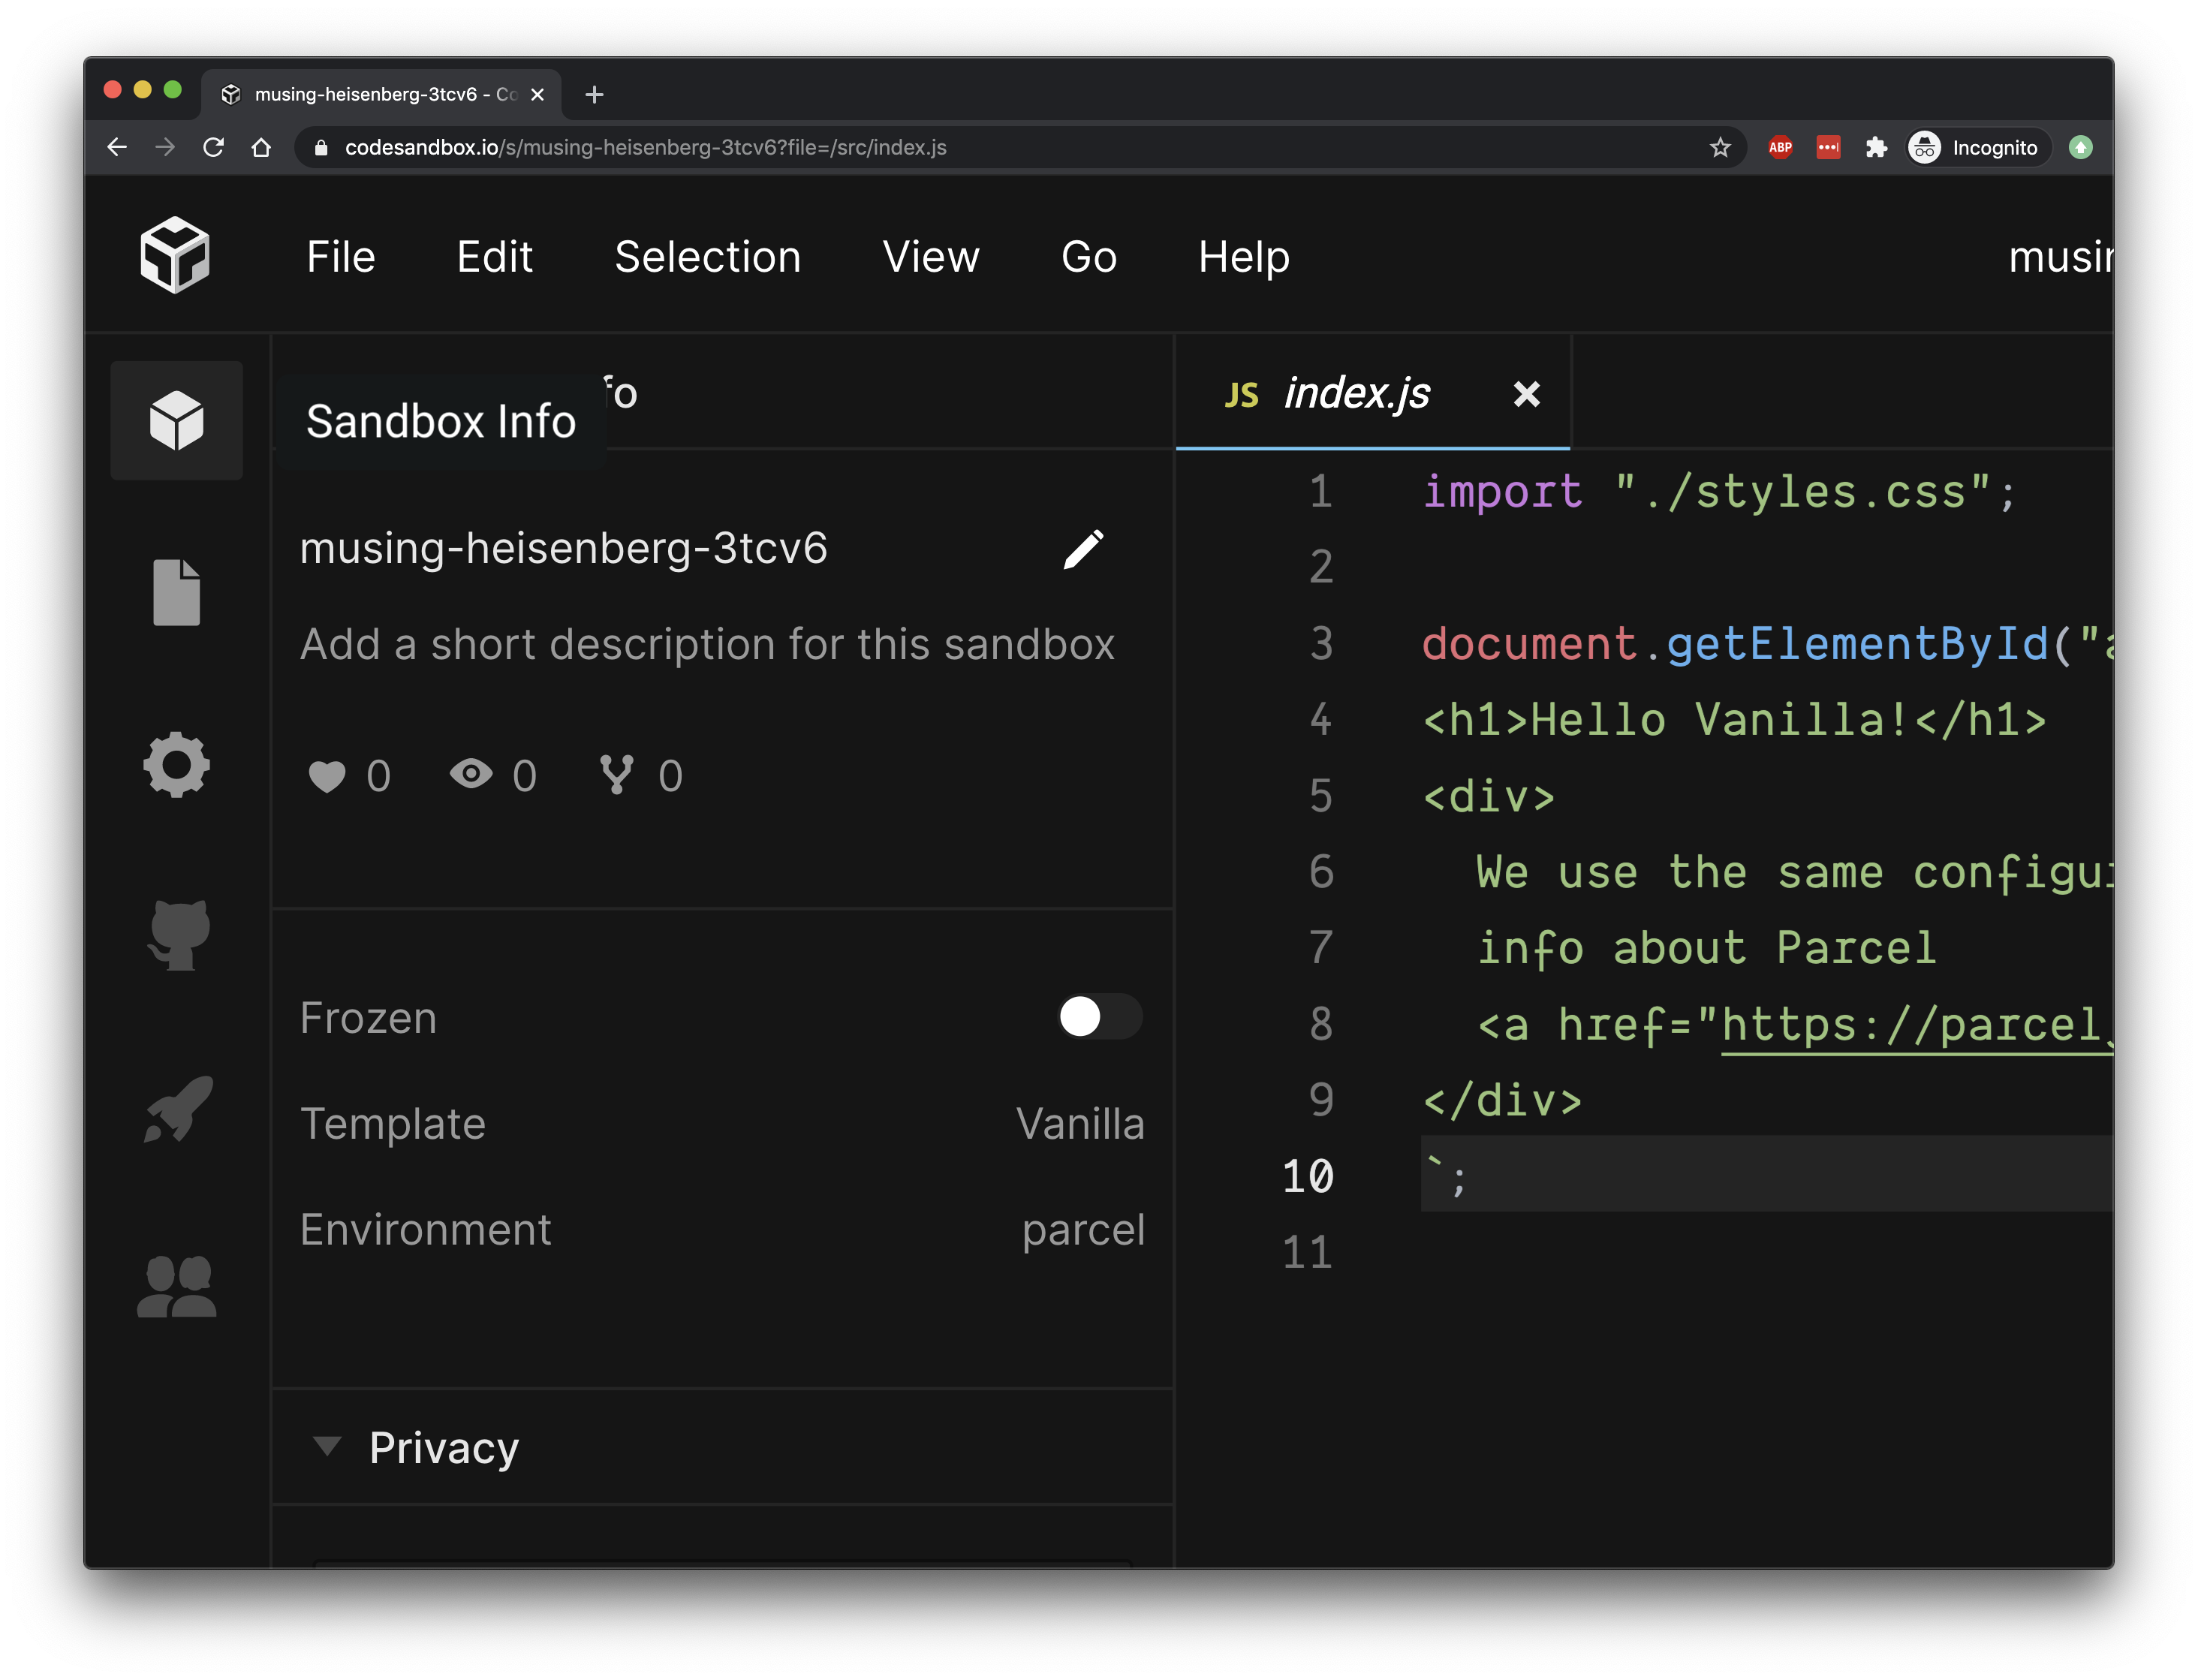 musing-heisenberg-3tcv6 - Co
codesandbox.io/s/musing-heisenberg-3tcv6?file=/src/index.js
ABP
Incognito
File Edit Selection View Go Help
Sandbox Info
fo
musing-heisenberg-3tcv6
Add a short description for this sandbox
0 0 0
Frozen
Template Vanilla
Environment parcel
Privacy
JS index.js
1 import "./styles.css";
2
3 document.getElementById("
4 <h1>Hello Vanilla!</h1>
5 <div>
6 We use the same
7 info about Parcel
8 <a href="https://parcel
9 </div>
10 `;
11